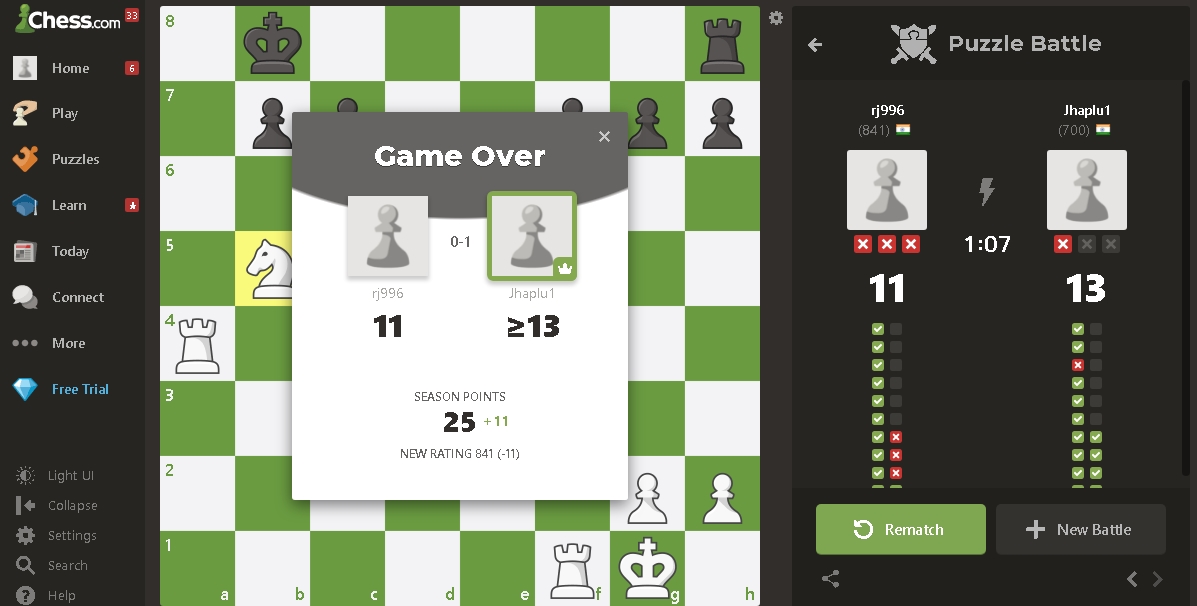 Chess.com 33
Home 6
Play
Puzzles
Learn
Today
Connect
More
Free Trial
Light UI
Collapse
Settings
Search
Help
8
7
6
5
4
3
2
1
a b c d e f g h
Game Over
0-1
rj996 Jhaplu1
11 ≥13
SEASON POINTS
25 +11
NEW RATING 841 (-11)
Puzzle Battle
rj996 Jhaplu1
(841) (700)
1:07
11 13
Rematch New Battle